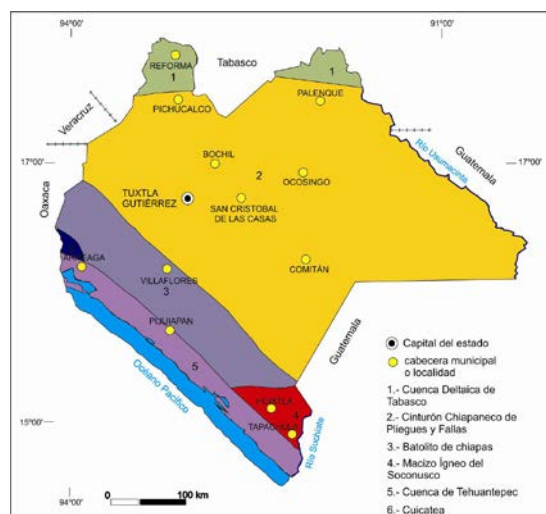 94°00'
91°00'
REFORMA
1
Tabasco
1
PICHUCALCO
PALENQUE
Veracruz
Guatemala
Río Usumacinta
17°00'
17°00'
BOCHIL
2
OCOSINGO
Oaxaca
TUXTLA
GUTIÉRREZ
SAN CRISTOBAL
DE LAS CASAS
ARRIAGA
VILLAFLORES
3
COMITÁN
PIJIJIAPAN
5
Guatemala
Océano Pacífico
HUIXTLA
4
TAPACHULA
Río Suchiate
15°00'
15°00'
94°00'
0
100 km
Capital del estado
cabecera municipal
o localidad
1.- Cuenca Deltaica de
Tabasco
2. Cinturón Chiapaneco de
Pliegues y Fallas
3.- Batolito de chiapas
4.- Macizo Ígneo del
Soconusco
5.- Cuenca de Tehuantepec
6.- Cuicatea